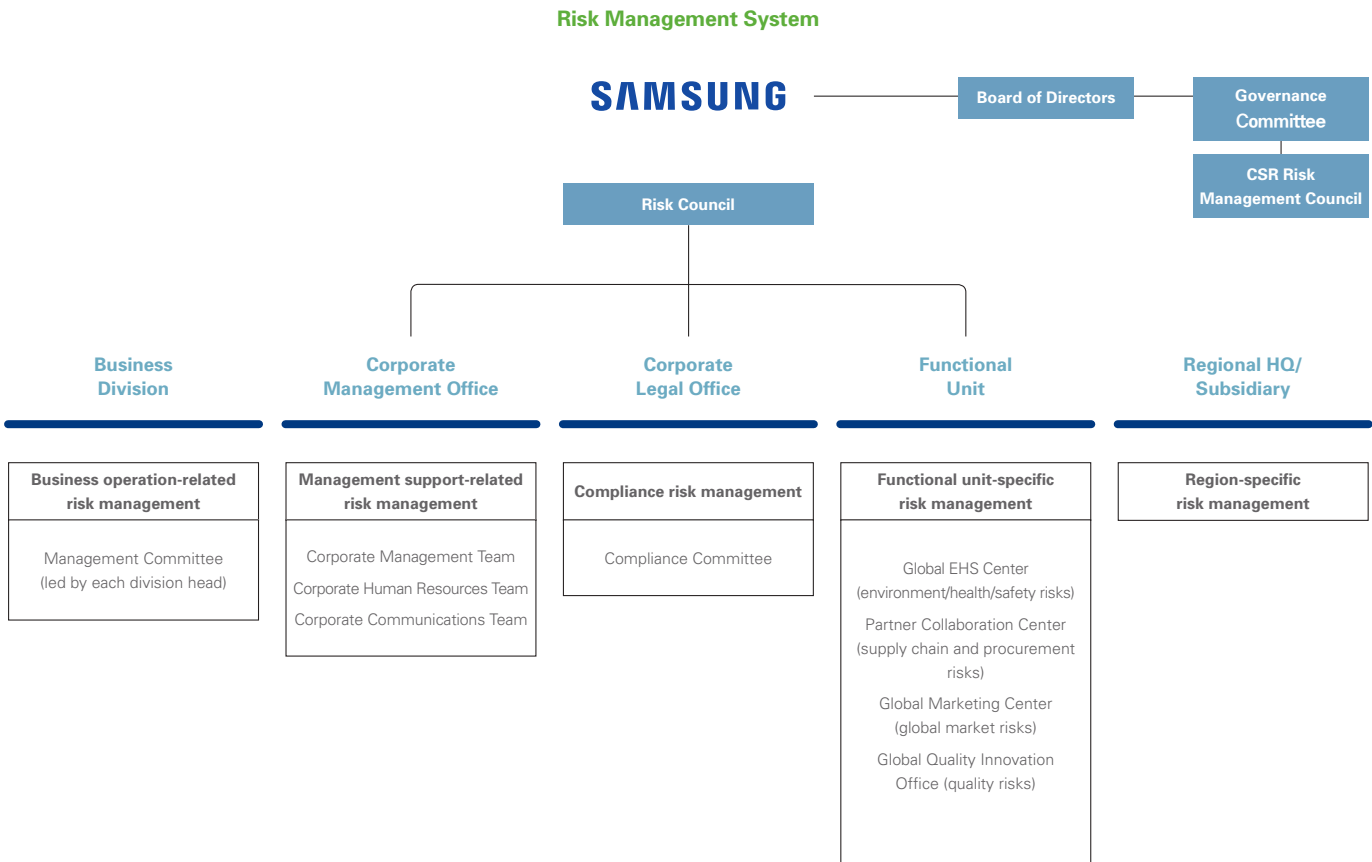 Risk Management System
SAMSUNG
Board of Directors
Governance
Committee
CSR Risk
Management Council
Risk Council
Business
Division
Corporate
Management Office
Corporate
Legal Office
Functional
Unit
Regional HQ/
Subsidiary
Business operation-related
risk management
Management Committee
(led by each division head)
Management support-related
risk management
Corporate Management Team
Corporate Human Resources Team
Corporate Communications Team
Compliance risk management
Compliance Committee
Functional unit-specific
risk management
Global EHS Center
(environment/health/safety risks)
Partner Collaboration Center
(supply chain and procurement
risks)
Global Marketing Center
(global market risks)
Global Quality Innovation
Office (quality risks)
Region-specific
risk management